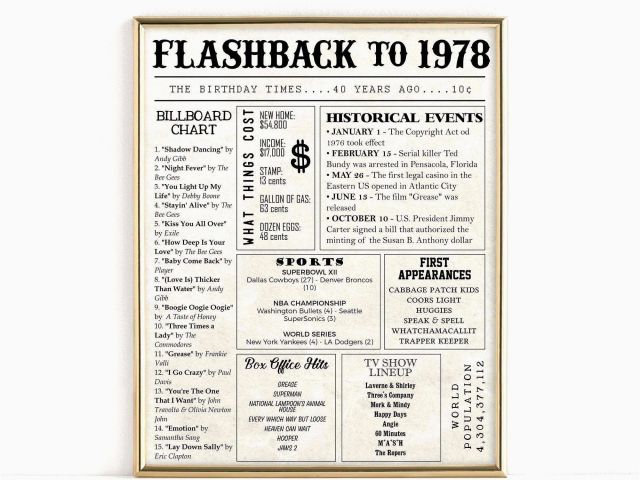 FLASHBACK TO 1978
THE BIRTHDAY TIMES....40 YEARS AGO....10¢
BILLBOARD
CHART
1. "Shadow Dancing" by
Andy Gibb
2. "Night Fever" by The
Bee Gees
3. "You Light Up My
Life" by Debby Boone
4. "Stayin' Alive" by The
Bee Gees
5. "Kiss You All Over"
by Exile
6. "How Deep Is Your
Love" by The Bee Gees
7. "Baby Come Back" by
Player
8. "(Love Is) Thicker
Than Water" by Andy
Gibb
9. "Boogie Oogie Oogie"
by A Taste of Honey
10. "Three Times a
Lady" by The
Commodores
11. "Grease" by Frankie
Valli
12. "I Go Crazy" by Paul
Davis
13. "You're The One
That I Want" by John
Travolta & Olivia Newton
John
14. "Emotion" by
Samantha Sang
15. "Lay Down Sally" by
Eric Clapton
WHAT THINGS COST
NEW HOME:
$54,800
INCOME:
$17,000
STAMP:
13 cents
GALLON OF GAS:
63 cents
DOZEN EGGS:
48 cents
$
HISTORICAL EVENTS
• JANUARY 1 - The Copyright Act od
1976 took effect
• FEBRUARY 15 - Serial killer Ted
Bundy was arrested in Pensacola, Florida
• MAY 26 - The first legal casino in the
Eastern US opened in Atlantic City
• JUNE 13 - The film "Grease" was
released
• OCTOBER 10 - U.S. President Jimmy
Carter signed a bill that authorized the
minting of the Susan B. Anthony dollar
SPORTS
SUPERBOWL XII
Dallas Cowboys (27) - Denver Broncos
(10)
NBA CHAMPIONSHIP
Washington Bullets (4) - Seattle
SuperSonics (3)
WORLD SERIES
New York Yankees (4) - LA Dodgers (2)
FIRST
APPEARANCES
CABBAGE PATCH KIDS
COORS LIGHT
HUGGIES
SPEAK & SPELL
WHATCHAMACALLIT
TRAPPER KEEPER
Box Office Hits
GREASE
SUPERMAN
NATIONAL LAMPOON'S ANIMAL
HOUSE
EVERY WHICH WAY BUT LOOSE
HEAVEN CAN WAIT
HOOPER
JAWS 2
TV SHOW
LINEUP
Laverne & Shirley
Three's Company
Mork & Mindy
Happy Days
Angie
60 Minutes
M*A*S*H
The Ropers
WORLD
POPULATION
4,304,377,112